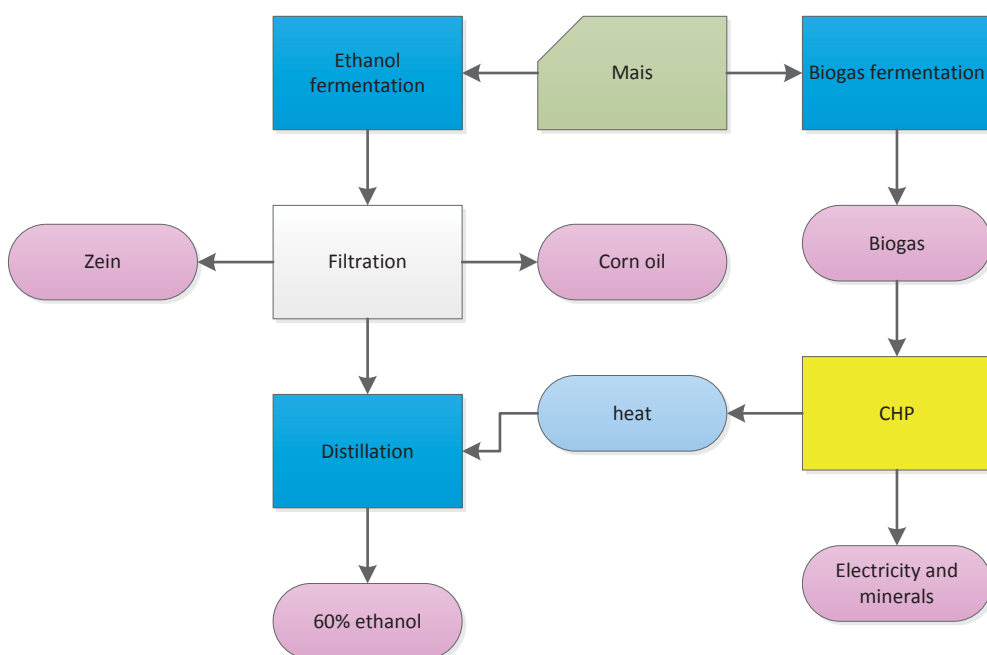 Ethanol
fermentation
Mais
Biogas fermentation
Zein
Filtration
Corn oil
Biogas
heat
CHP
Distillation
Electricity and
minerals
60% ethanol